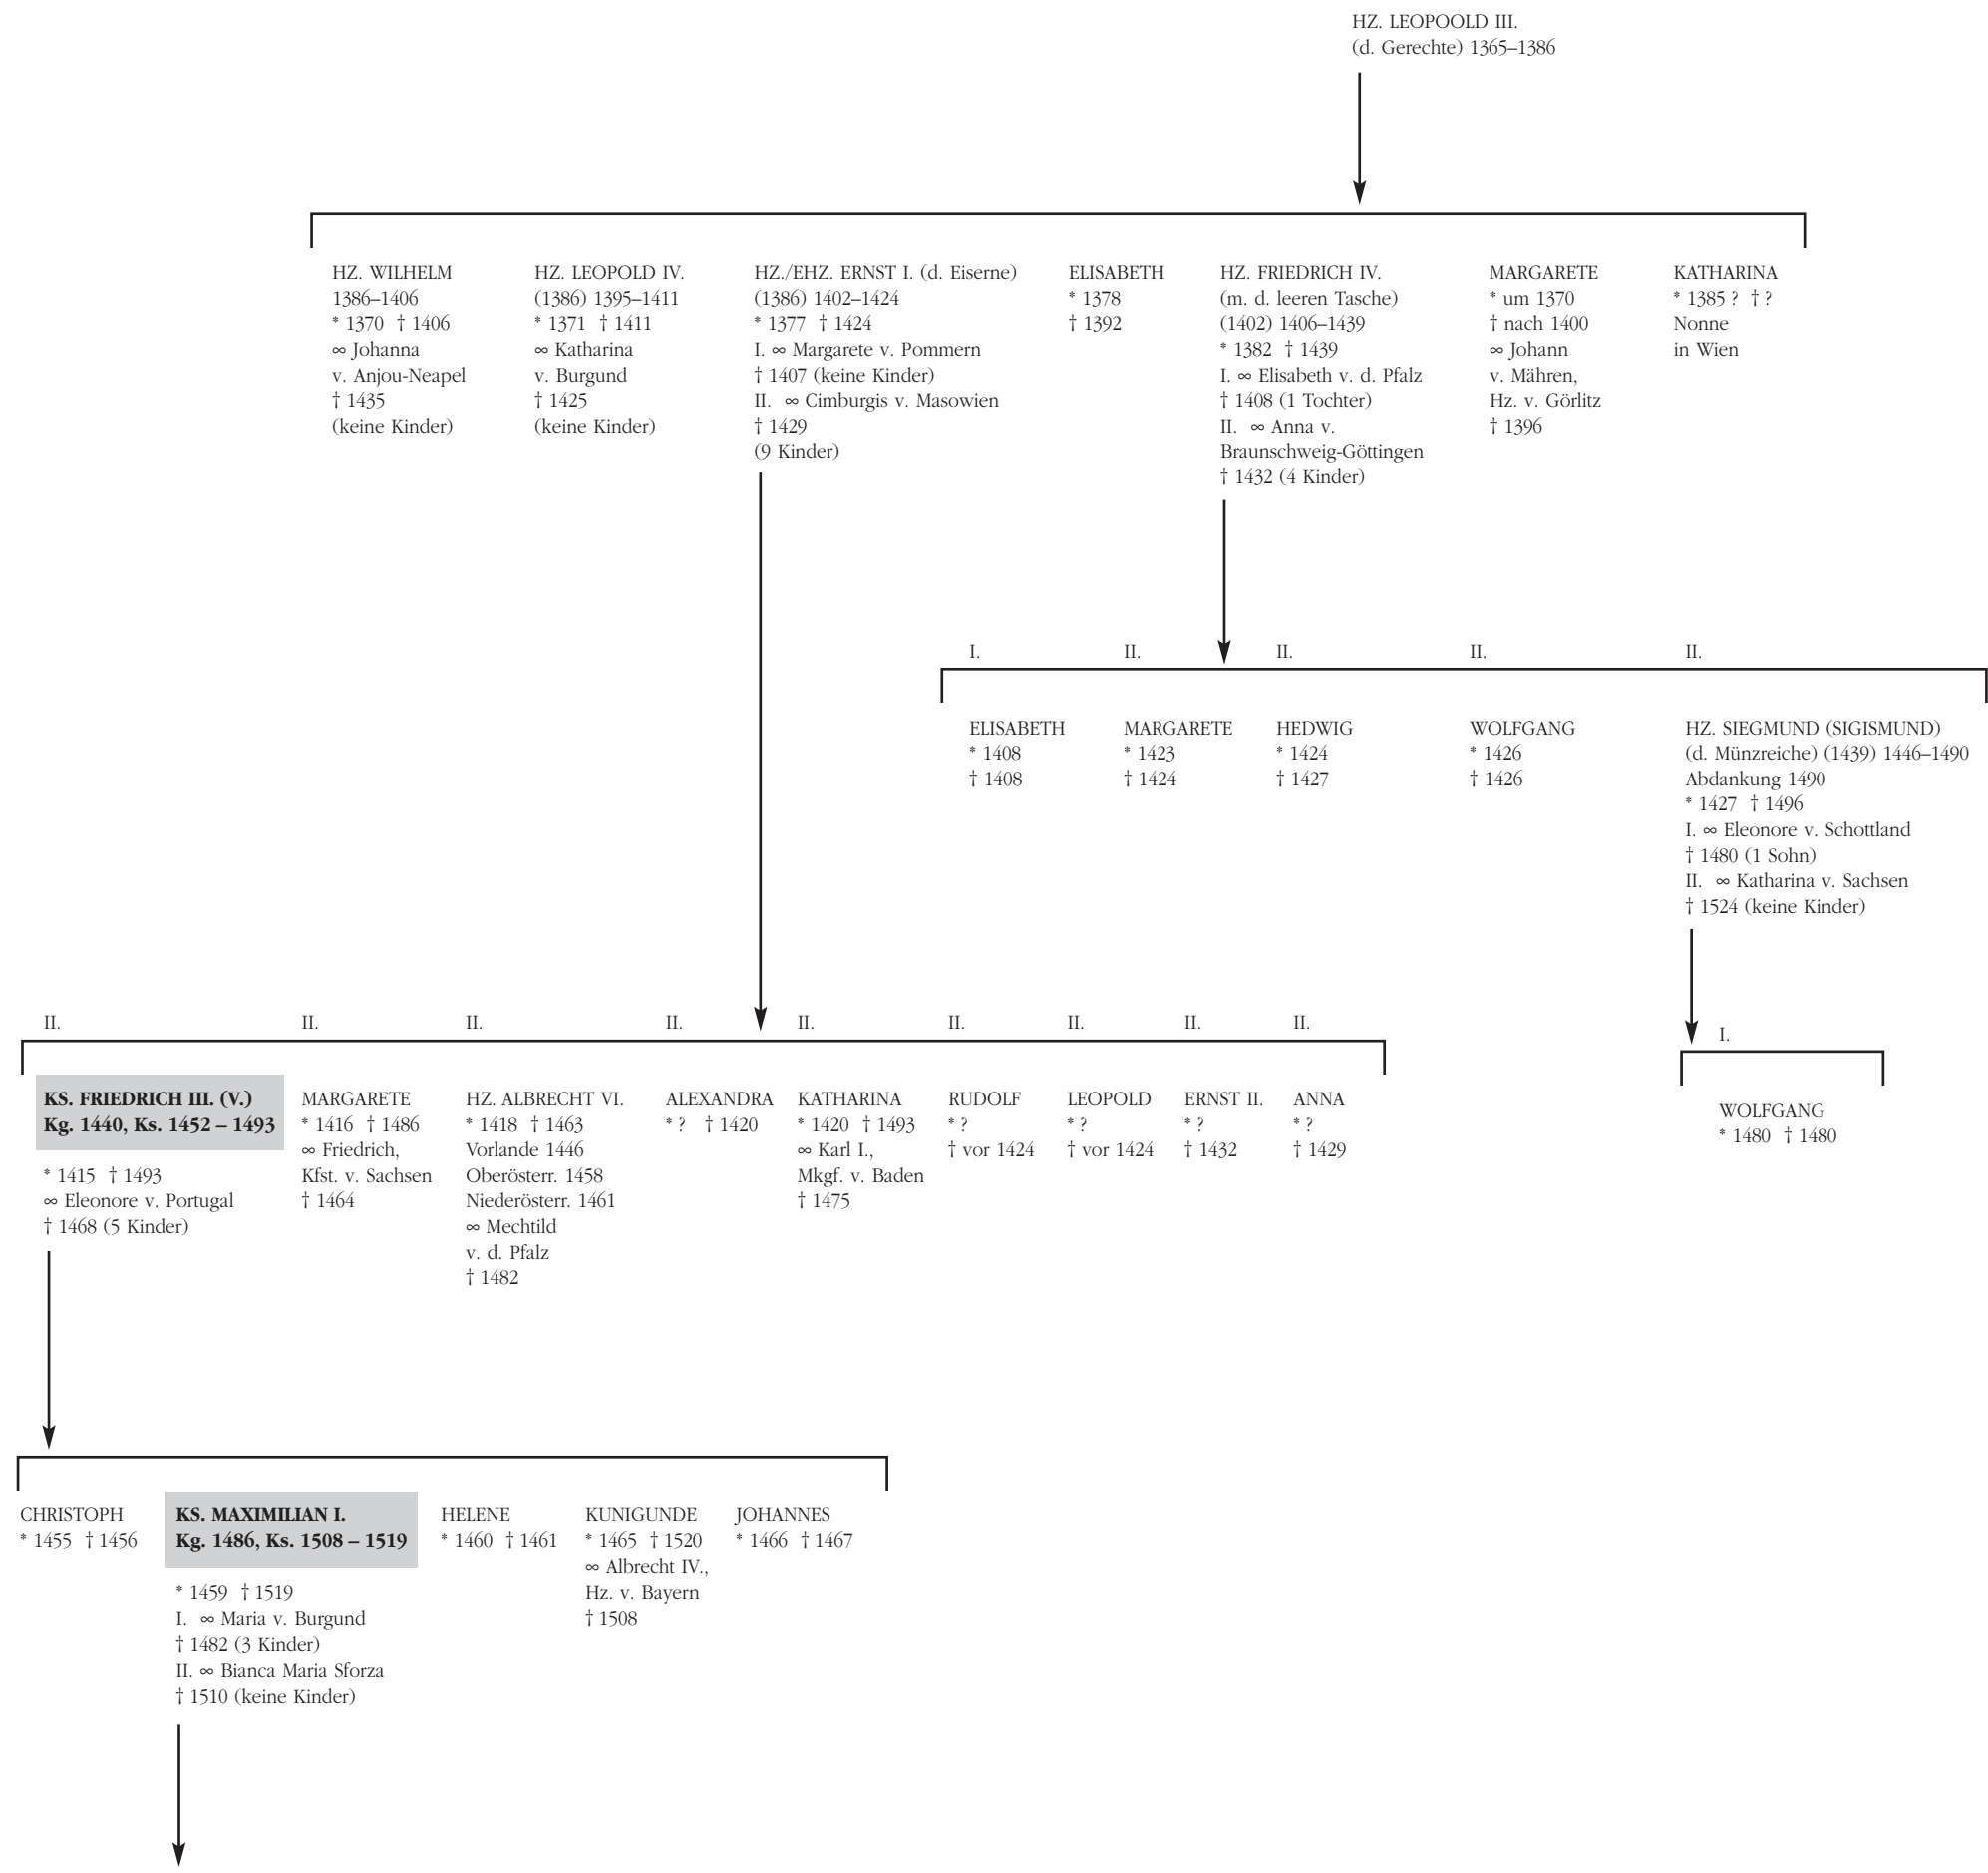 HZ. LEOPOOLD III.
(d. Gerechte) 1365–1386
HZ. WILHELM
1386–1406
* 1370 † 1406
∞ Johanna
v. Anjou-Neapel
† 1435
(keine Kinder)
HZ. LEOPOLD IV.
(1386) 1395–1411
* 1371 † 1411
∞ Katharina
v. Burgund
† 1425
(keine Kinder)
HZ./EHZ. ERNST I. (d. Eiserne)
(1386) 1402–1424
* 1377 † 1424
I. ∞ Margarete v. Pommern
† 1407 (keine Kinder)
II. ∞ Cimburgis v. Masowien
† 1429
(9 Kinder)
ELISABETH
* 1378
† 1392
HZ. FRIEDRICH IV.
(m. d. leeren Tasche)
(1402) 1406–1439
* 1382 † 1439
I. ∞ Elisabeth v. d. Pfalz
† 1408 (1 Tochter)
II. ∞ Anna v.
Braunschweig-Göttingen
† 1432 (4 Kinder)
MARGARETE
* um 1370
† nach 1400
∞ Johann
v. Mähren,
Hz. v. Görlitz
† 1396
KATHARINA
* 1385 ? † ?
Nonne
in Wien
I.
ELISABETH
* 1408
† 1408
II.
MARGARETE
* 1423
† 1424
II.
HEDWIG
* 1424
† 1427
II.
WOLFGANG
* 1426
† 1426
II.
HZ. SIEGMUND (SIGISMUND)
(d. Münzreiche) (1439) 1446–1490
Abdankung 1490
* 1427 † 1496
I. ∞ Eleonore v. Schottland
† 1480 (1 Sohn)
II. ∞ Katharina v. Sachsen
† 1524 (keine Kinder)
II.
KS. FRIEDRICH III. (V.)
Kg. 1440, Ks. 1452 – 1493
* 1415 † 1493
∞ Eleonore v. Portugal
† 1468 (5 Kinder)
II.
MARGARETE
* 1416 † 1486
∞ Friedrich,
Kfst. v. Sachsen
† 1464
II.
HZ. ALBRECHT VI.
* 1418 † 1463
Vorlande 1446
Oberösterr. 1458
Niederösterr. 1461
∞ Mechtild
v. d. Pfalz
† 1482
II.
ALEXANDRA
* ? † 1420
II.
KATHARINA
* 1420 † 1493
∞ Karl I.,
Mkgf. v. Baden
† 1475
II.
RUDOLF
* ?
† vor 1424
II.
LEOPOLD
* ?
† vor 1424
II.
ERNST II.
* ?
† 1432
II.
ANNA
* ?
† 1429
I.
WOLFGANG
* 1480 † 1480
CHRISTOPH
* 1455 † 1456
KS. MAXIMILIAN I.
Kg. 1486, Ks. 1508 – 1519
* 1459 † 1519
I. ∞ Maria v. Burgund
† 1482 (3 Kinder)
II. ∞ Bianca Maria Sforza
† 1510 (keine Kinder)
HELENE
* 1460 † 1461
KUNIGUNDE
* 1465 † 1520
∞ Albrecht IV.,
Hz. v. Bayern
† 1508
JOHANNES
* 1466 † 1467